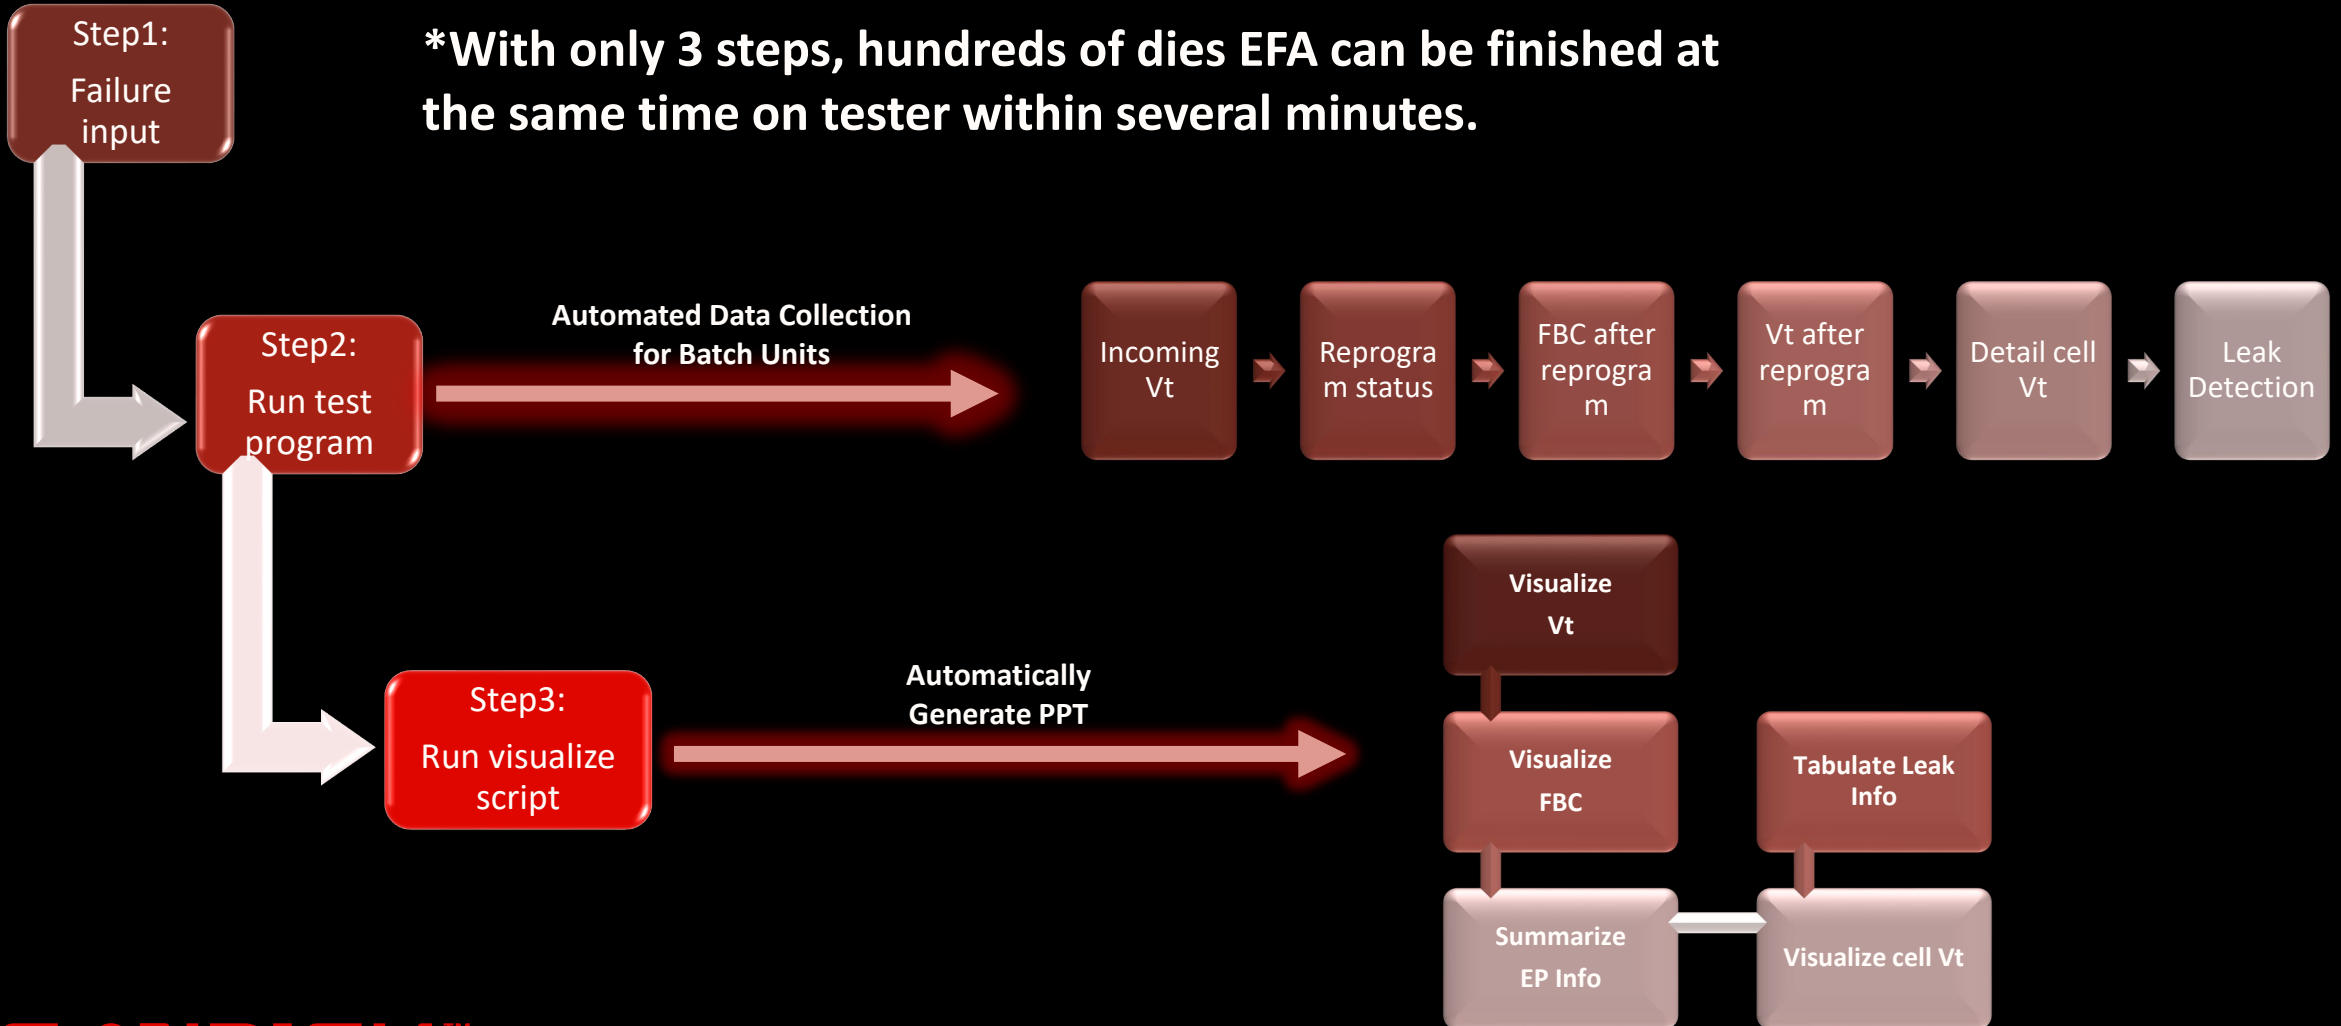 Step1:
Failure
input
*With only 3 steps, hundreds of dies EFA can be finished at
the same time on tester within several minutes.
Step2:
Run test
program
Automated Data Collection
for Batch Units
Incoming
Vt
Reprogra
m status
FBC after
reprogra
m
Vt after
reprogra
m
Detail cell
Vt
Leak
Detection
Step3:
Run visualize
script
Automatically
Generate PPT
Visualize
Vt
Visualize
FBC
Summarize
EP Info
Tabulate Leak
Info
Visualize cell Vt